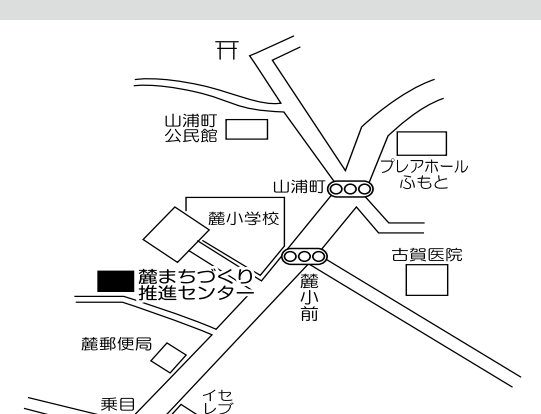 山浦町
公民館
プレアホール
ふもと
山浦町
麓小学校
古賀医院
麓まちづくり
推進センター
麓
小
前
麓郵便局
乗目
イセ
レブ